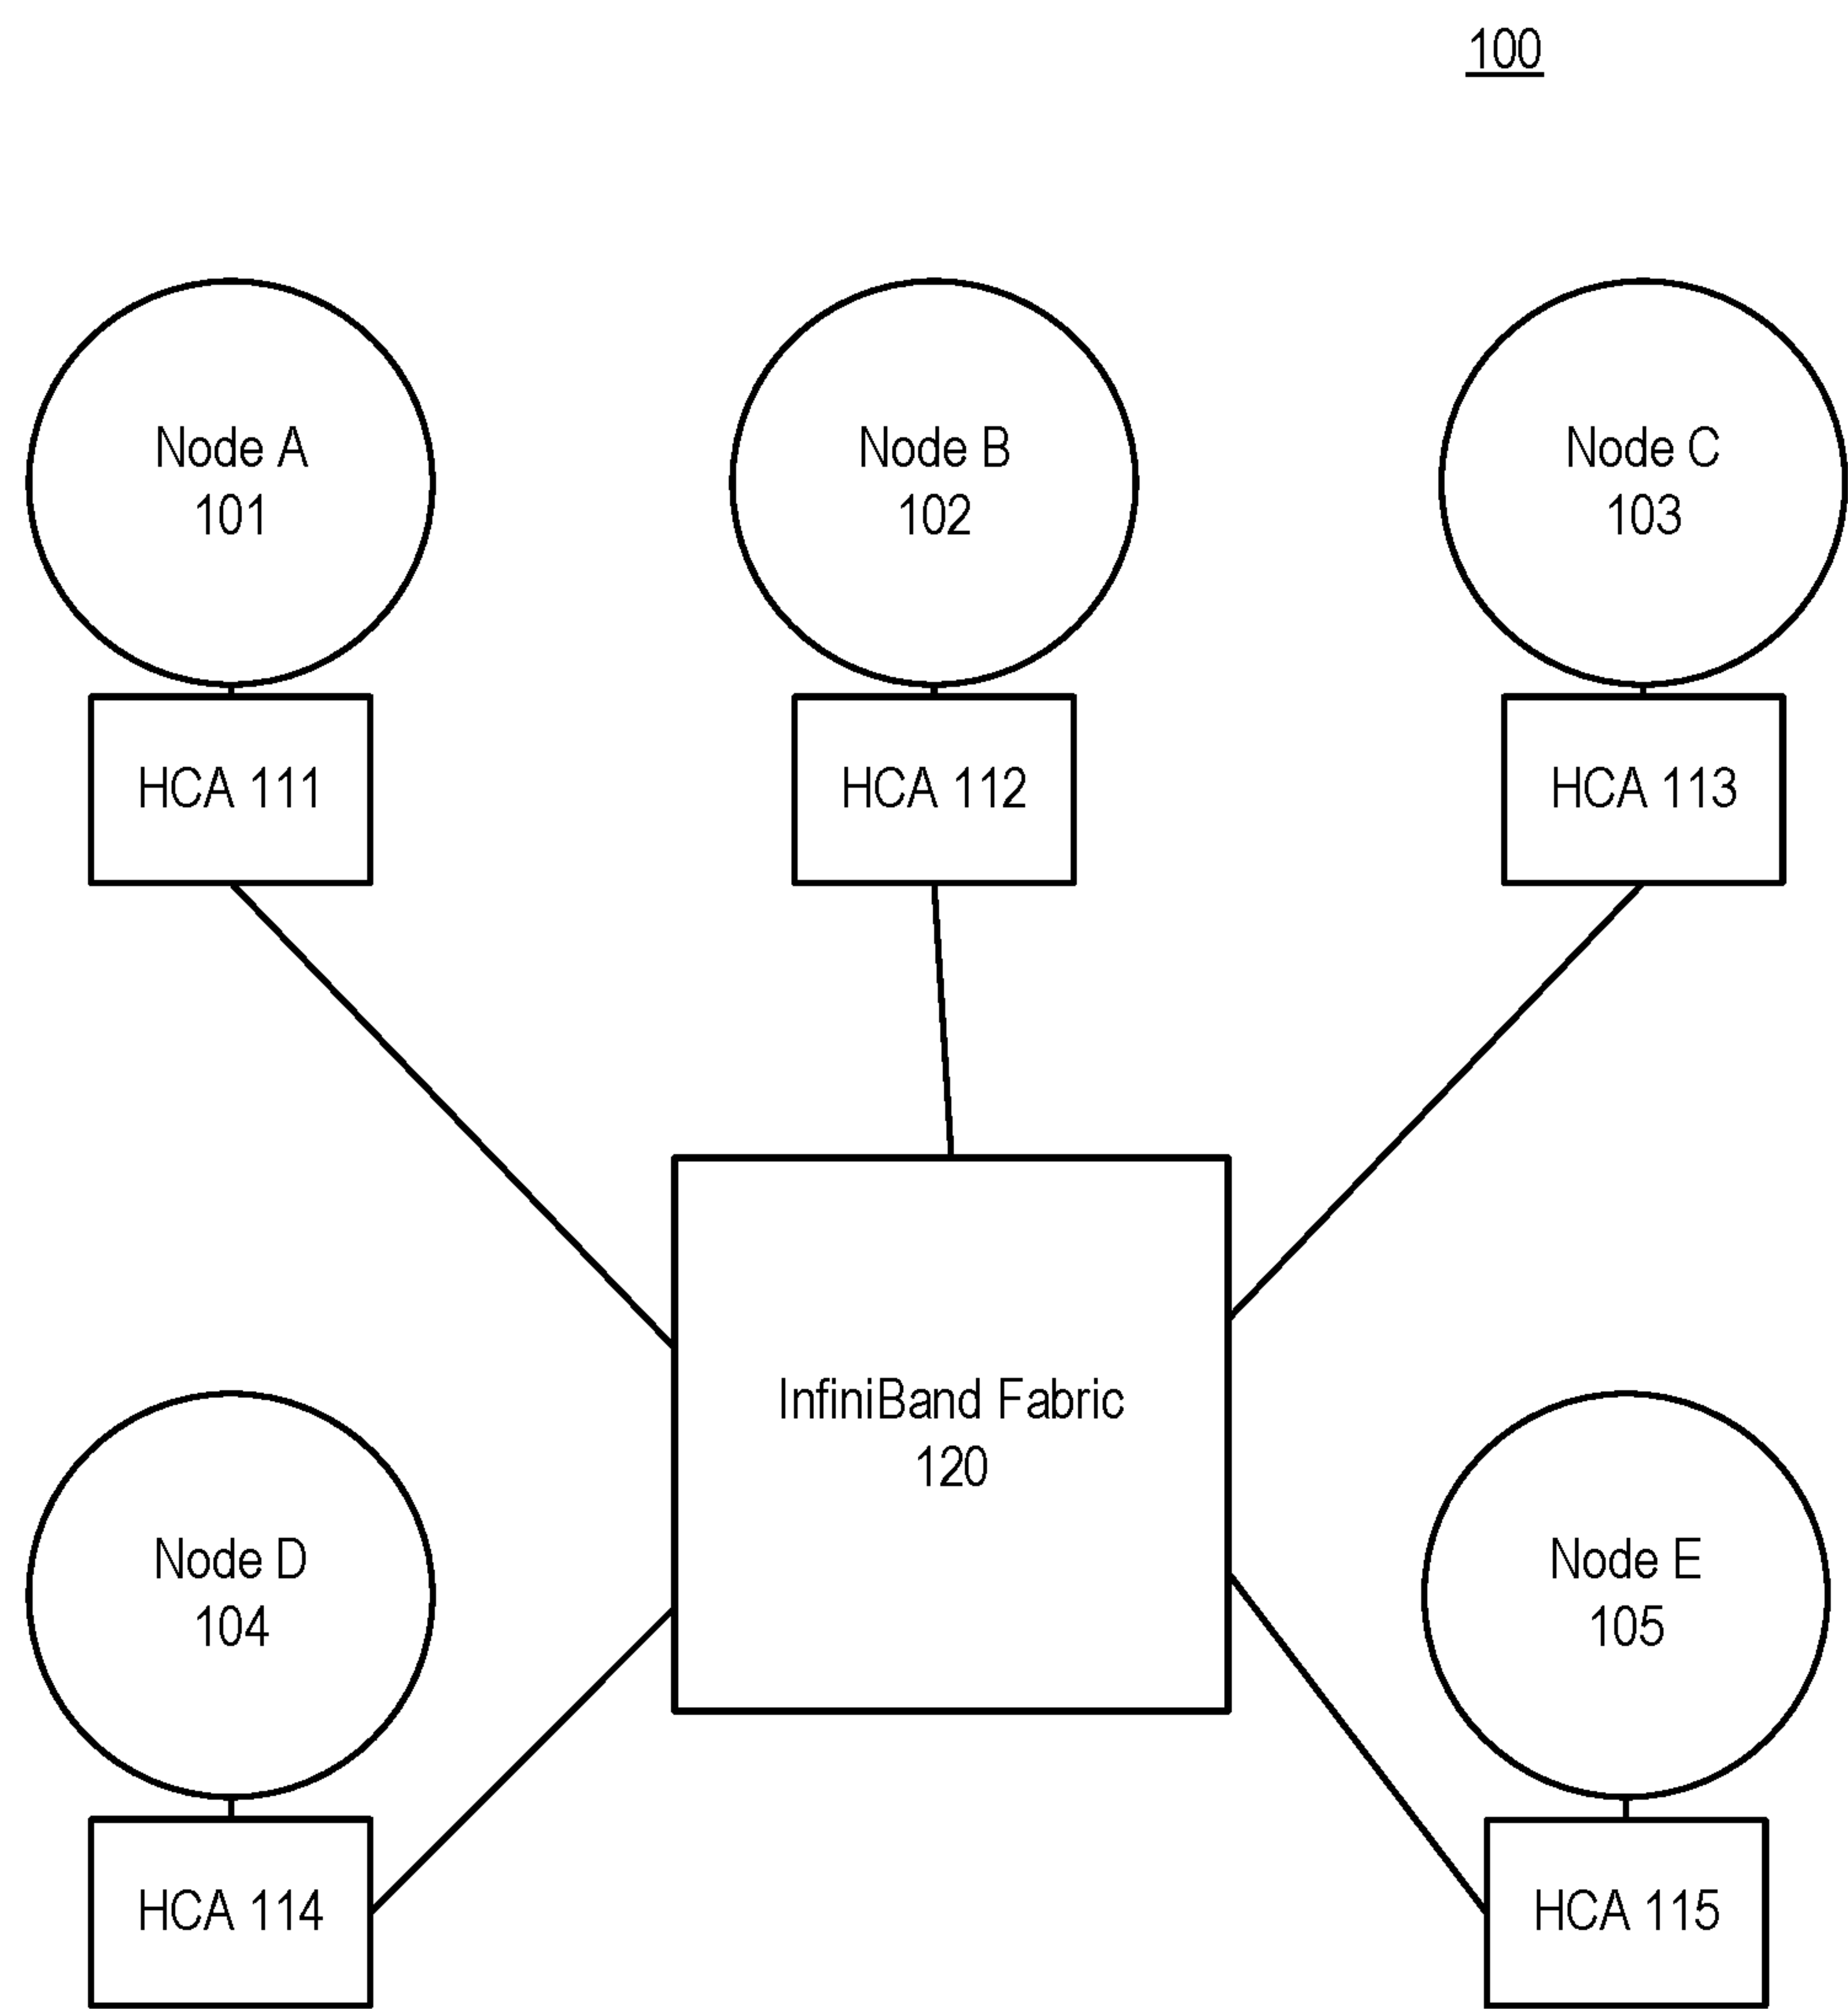 100
Node A
101
Node B
102
Node C
103
HCA 111
HCA 112
HCA 113
InfiniBand Fabric
120
Node D
104
Node E
105
HCA 114
HCA 115